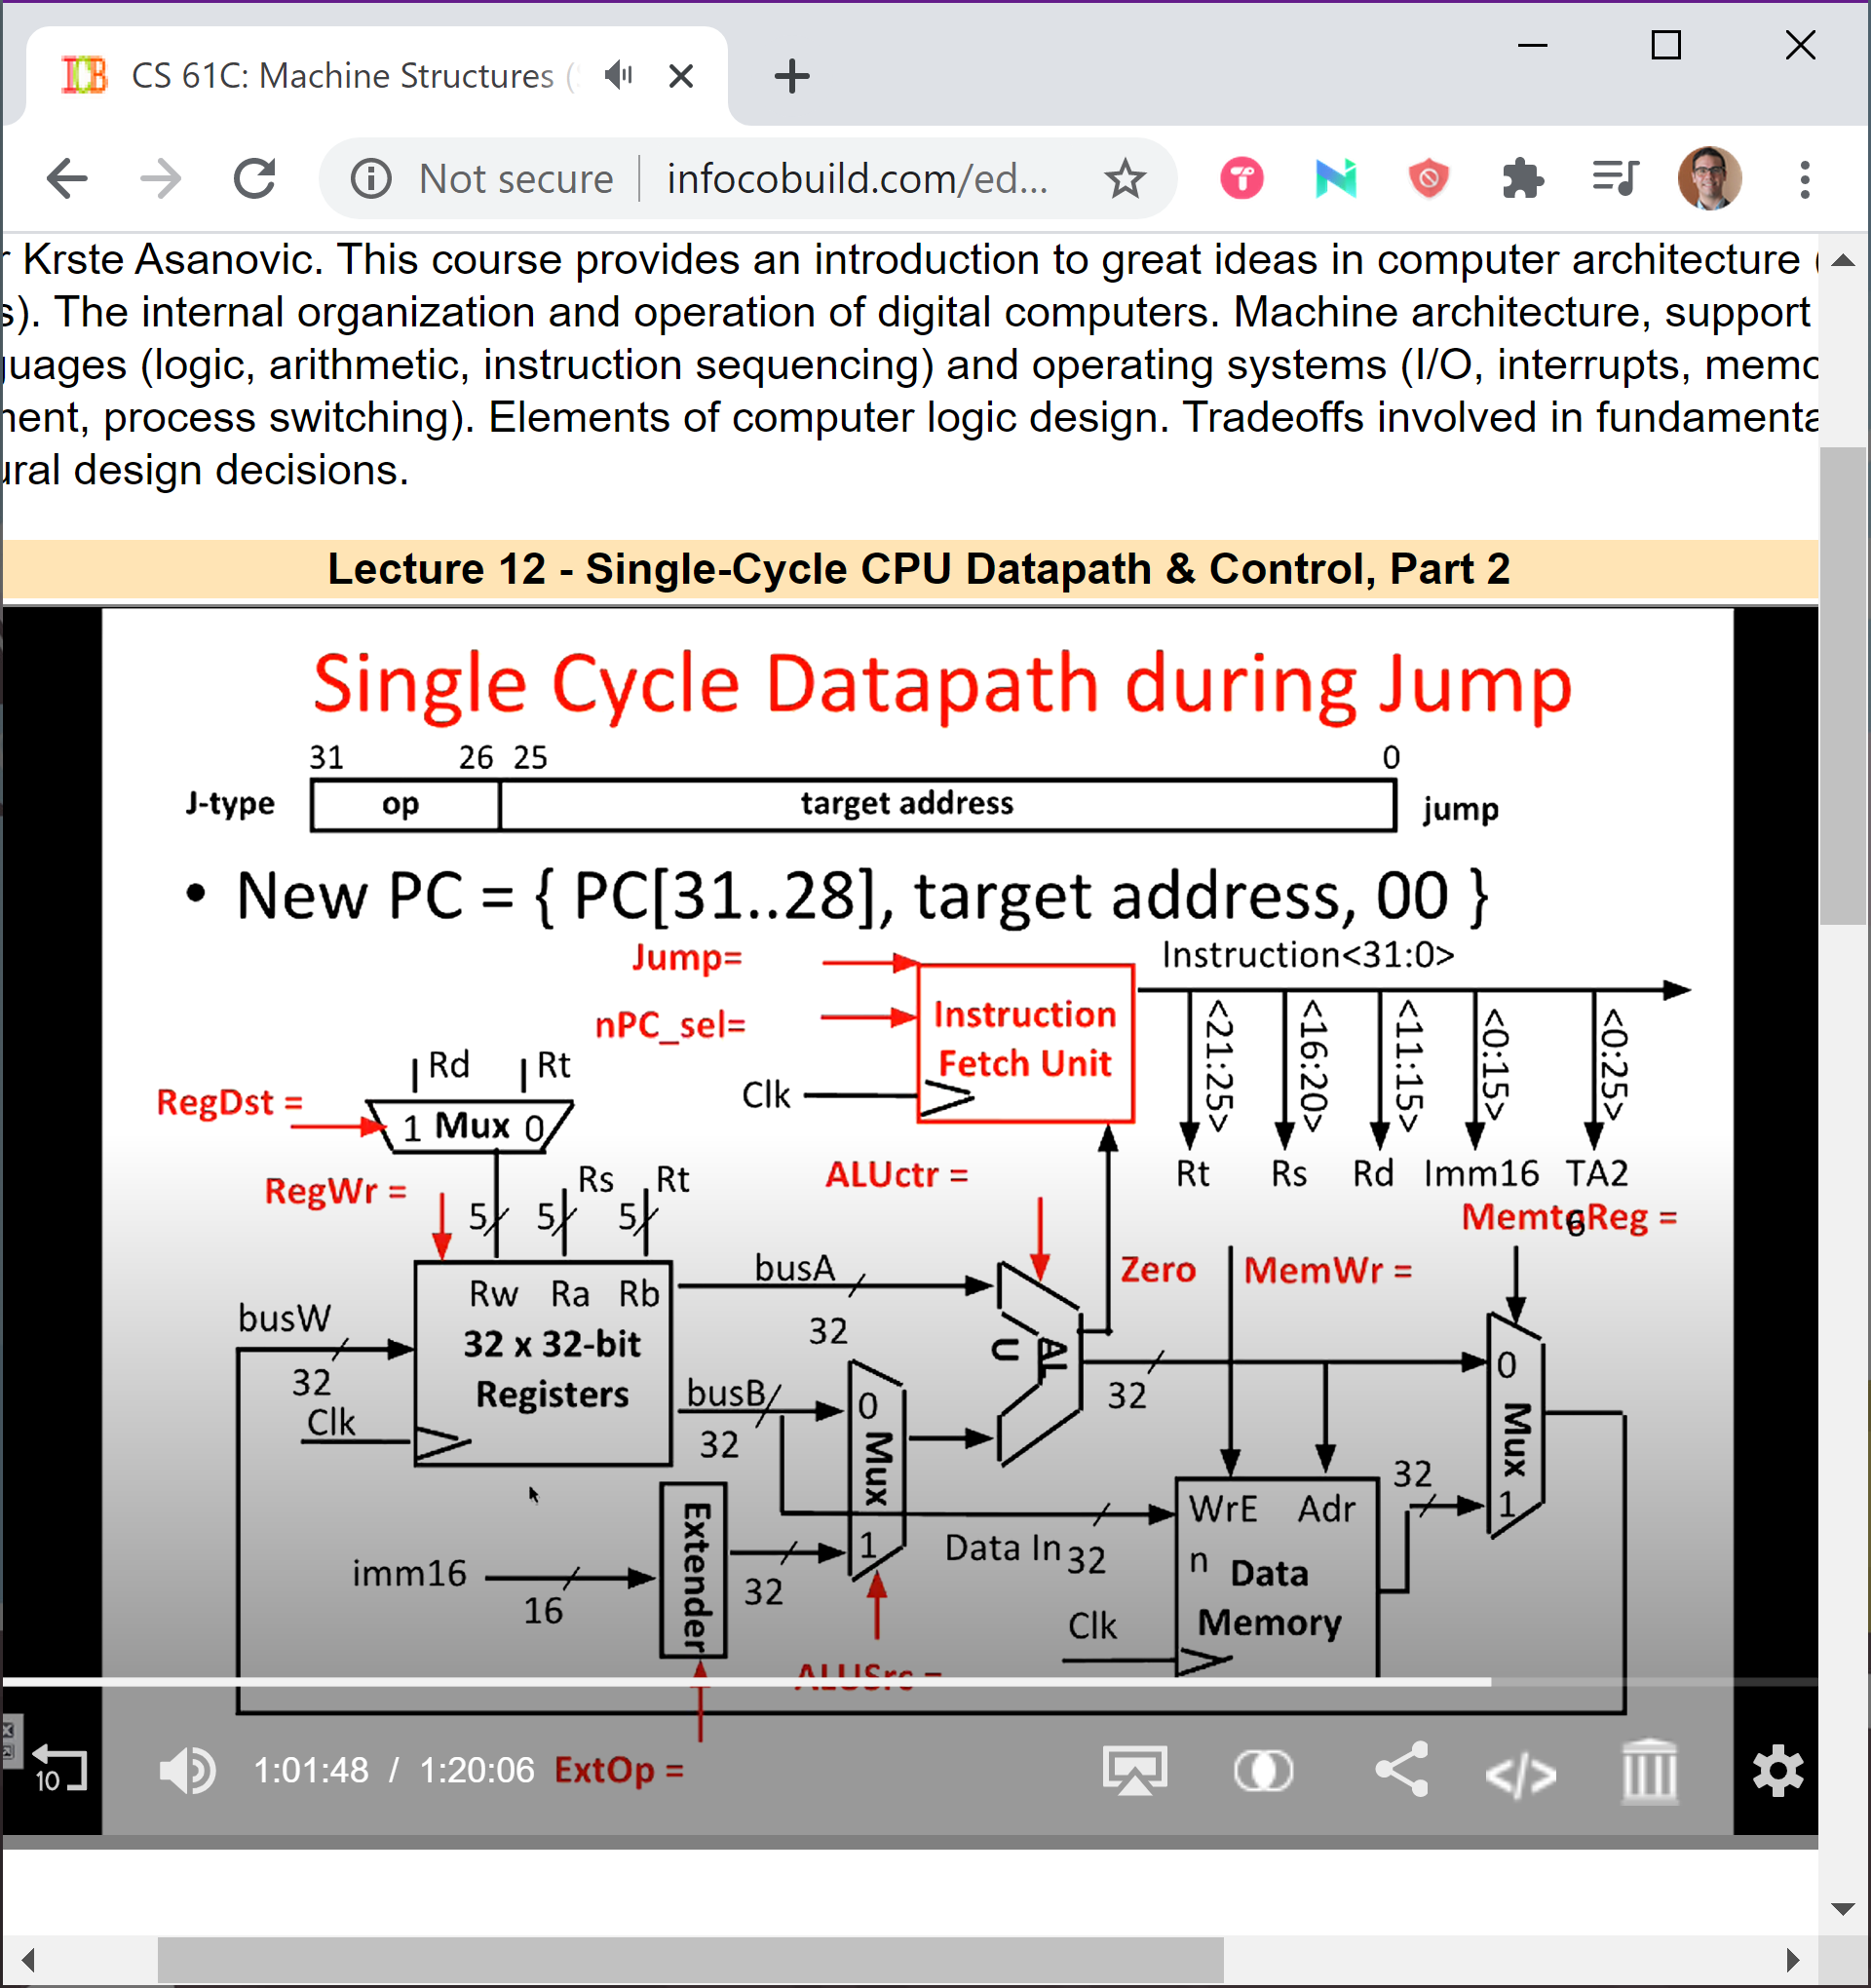 CS 61C: Machine Structures (
Not secure
infocobuild.com/ed...
r Krste Asanovic. This course provides an introduction to great ideas in computer architecture (
s). The internal organization and operation of digital computers. Machine architecture, support
guages (logic, arithmetic, instruction sequencing) and operating systems (I/O, interrupts, memo
ment, process switching). Elements of computer logic design. Tradeoffs involved in fundamenta
ural design decisions.
Lecture 12 - Single-Cycle CPU Datapath & Control, Part 2
Single Cycle Datapath during Jump
31 26 25 0
J-type op target address jump
• New PC = { PC[31..28], target address, 00 }
Jump=
Instruction<31:0>
nPC_sel=
Instruction
Fetch Unit
Clk
<21:25> <16:20> <11:15> <0:15> <0:25>
Rt Rs Rd Imm16 TA2
6
Rd Rt
RegDst =
1 Mux 0
RegWr =
Rs Rt
5 5 5
ALUctr =
MemtoReg =
Zero
MemWr =
busA
32
Rw Ra Rb
32 x 32-bit
Registers
busW
32
Clk
busB
32
0
Mux
1
ALU
32
0
Mux
1
32
WrE Adr
n Data
Memory
Data In 32
Clk
imm16
16
Extender
32
ALUSrc =
10
1:01:48 / 1:20:06
ExtOp =